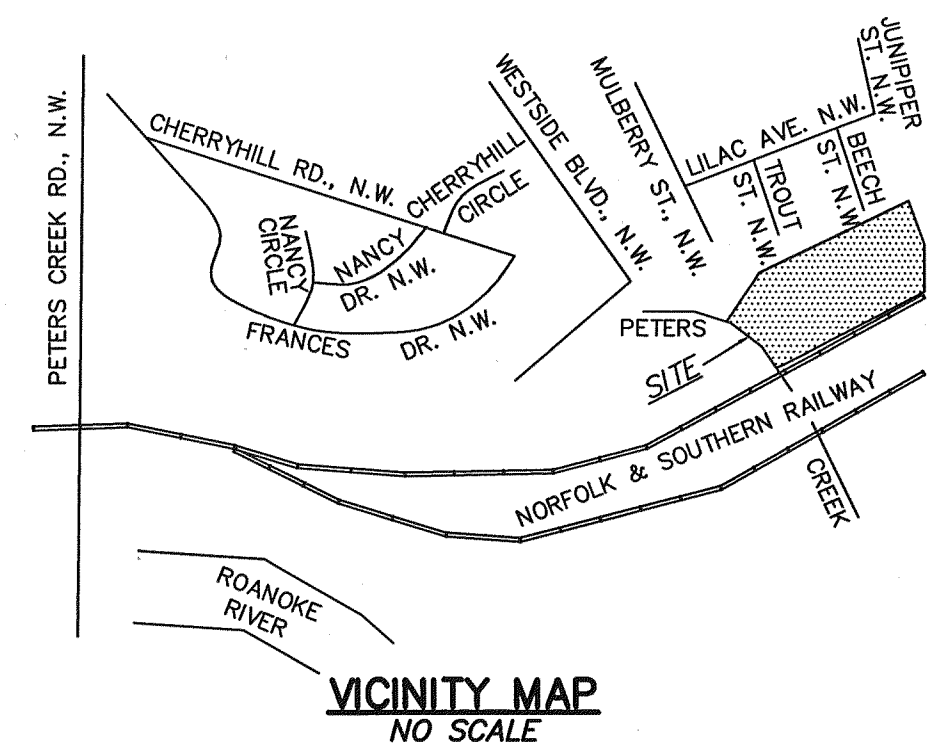 PETERS CREEK RD., N.W.
CHERRYHILL RD., N.W.
CHERRYHILL
CIRCLE
NANCY
CIRCLE
NANCY
DR. N.W.
FRANCES
DR. N.W.
WESTSIDE BLVD., N.W.
MULBERRY ST., N.W.
LILAC AVE. N.W.
JUNIPIPER
ST. N.W.
BEECH
ST. N.W.
TROUT
ST. N.W.
PETERS
CREEK
SITE
NORFOLK & SOUTHERN RAILWAY
ROANOKE
RIVER
VICINITY MAP
NO SCALE